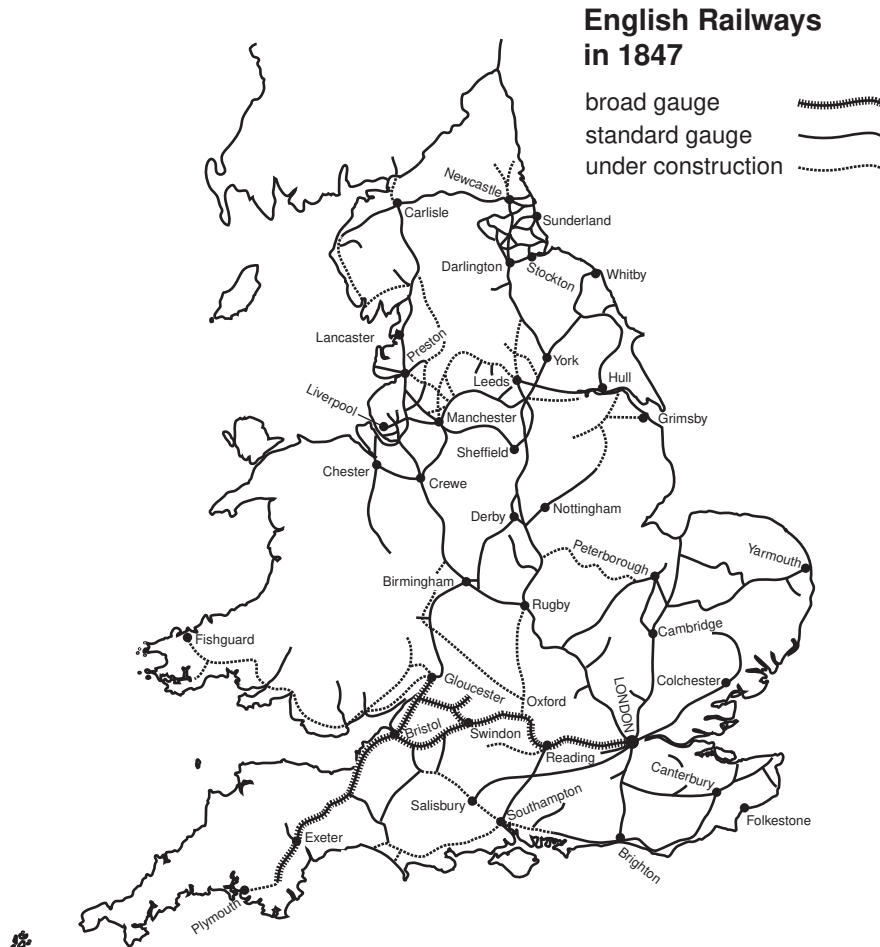 English Railways
in 1847
broad gauge
standard gauge
under construction
Newcastle
Carlisle
Sunderland
Darlington
Stockton
Whitby
Lancaster
Preston
York
Leeds
Hull
Liverpool
Manchester
Grimsby
Sheffield
Chester
Crewe
Derby
Nottingham
Peterborough
Yarmouth
Birmingham
Rugby
Fishguard
Cambridge
Gloucester
Oxford
LONDON
Colchester
Bristol
Swindon
Reading
Canterbury
Salisbury
Southampton
Folkestone
Exeter
Brighton
Plymouth